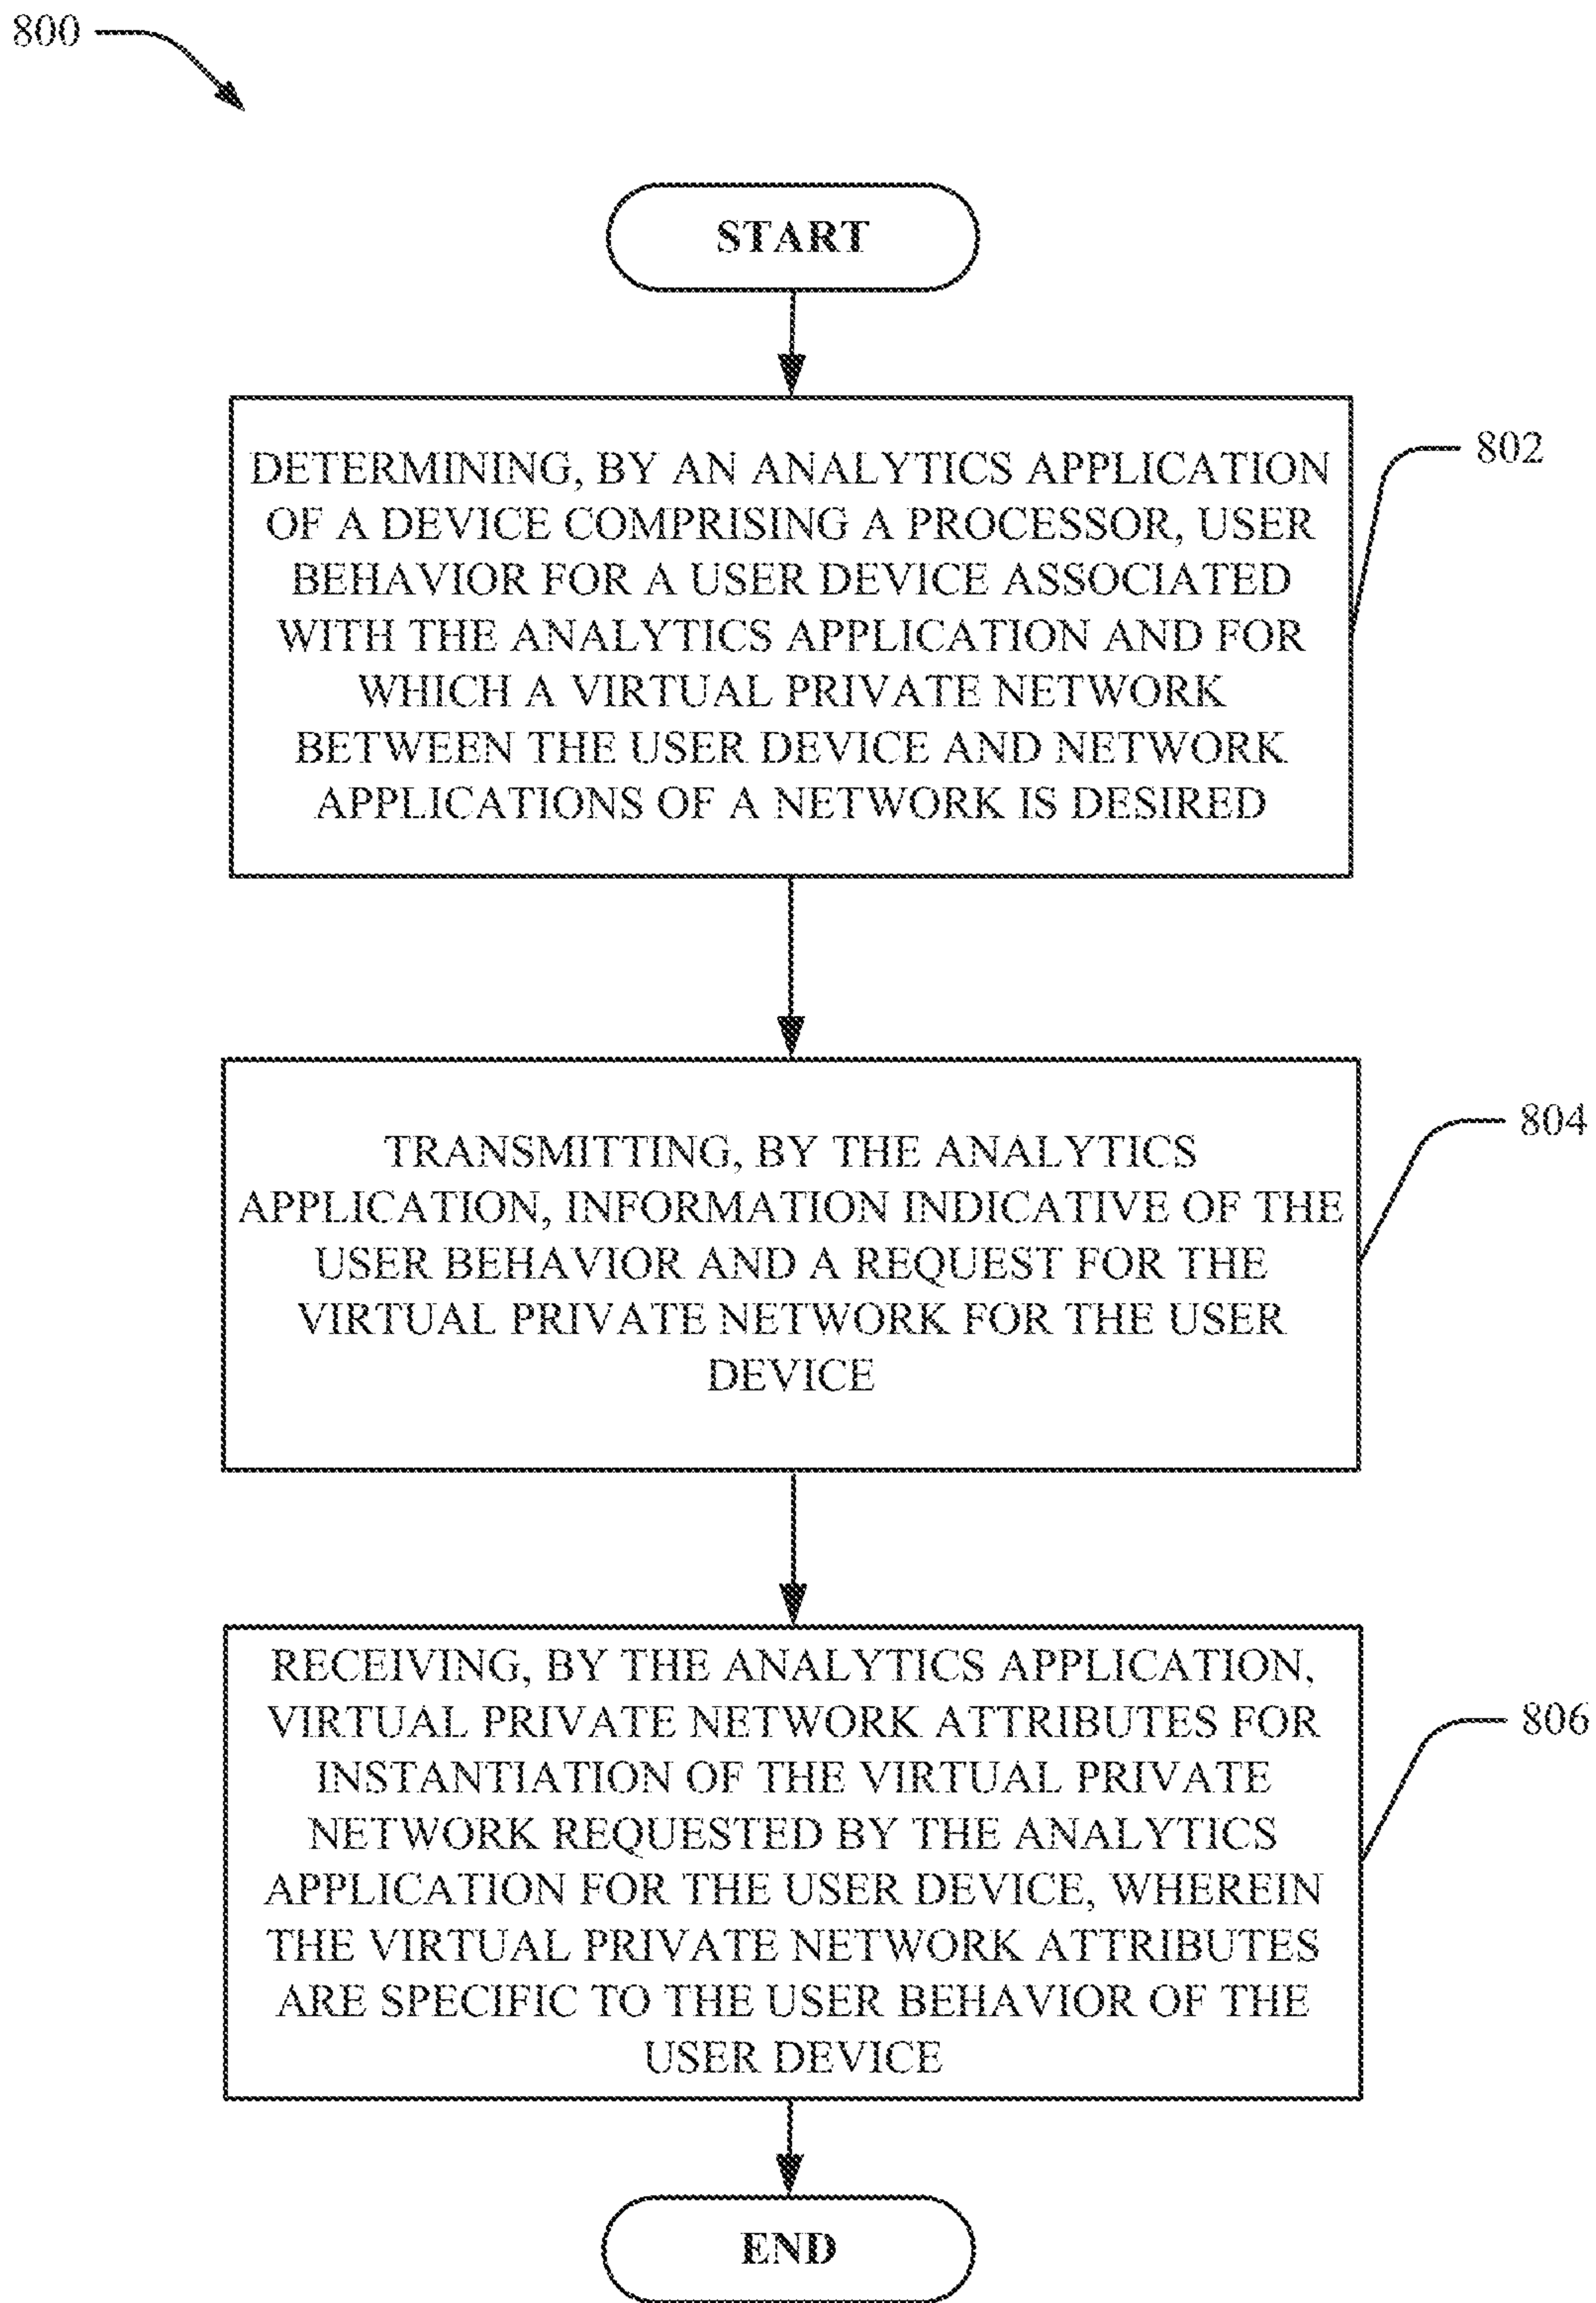 800
START
DETERMINING, BY AN ANALYTICS APPLICATION
OF A DEVICE COMPRISING A PROCESSOR, USER
BEHAVIOR FOR A USER DEVICE ASSOCIATED
WITH THE ANALYTICS APPLICATION AND FOR
WHICH A VIRTUAL PRIVATE NETWORK
BETWEEN THE USER DEVICE AND NETWORK
APPLICATIONS OF A NETWORK IS DESIRED
802
TRANSMITTING, BY THE ANALYTICS
APPLICATION, INFORMATION INDICATIVE OF THE
USER BEHAVIOR AND A REQUEST FOR THE
VIRTUAL PRIVATE NETWORK FOR THE USER
DEVICE
804
RECEIVING, BY THE ANALYTICS APPLICATION,
VIRTUAL PRIVATE NETWORK ATTRIBUTES FOR
INSTANTIATION OF THE VIRTUAL PRIVATE
NETWORK REQUESTED BY THE ANALYTICS
APPLICATION FOR THE USER DEVICE, WHEREIN
THE VIRTUAL PRIVATE NETWORK ATTRIBUTES
ARE SPECIFIC TO THE USER BEHAVIOR OF THE
USER DEVICE
806
END